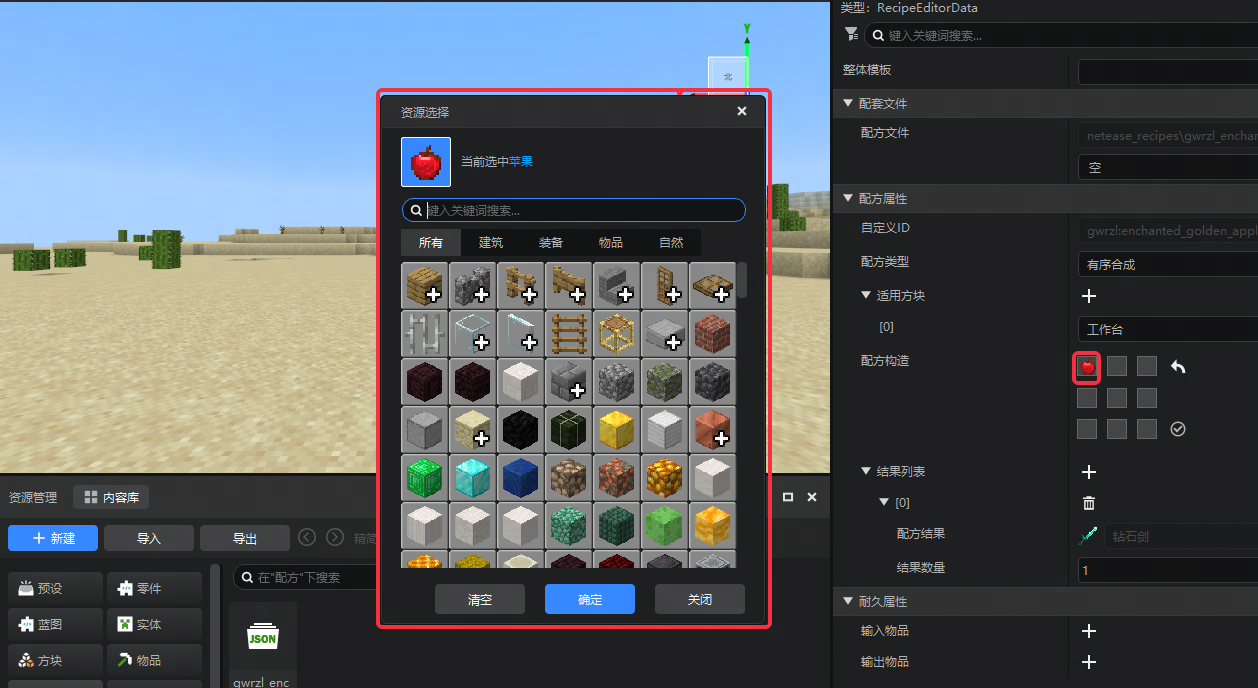 类型: RecipeEditorData
键入关键词搜索...
整体模板
配套文件
配方文件
netease_recipes\gwrzl_enchan
空
配方属性
自定义ID
gwrzl:enchanted_golden_appl
配方类型
有序合成
适用方块
[0]
工作台
配方构造
结果列表
[0]
配方结果
钻石剑
结果数量
1
耐久属性
输入物品
输出物品
Y
北
资源选择
当前选中苹果
键入关键词搜索...
所有 建筑 装备 物品 自然
清空 确定 关闭
资源管理 内容库
新建 导入 导出 精简
在"配方"下搜索
预设 零件
蓝图 实体
方块 物品
JSON
gwrzl_enc